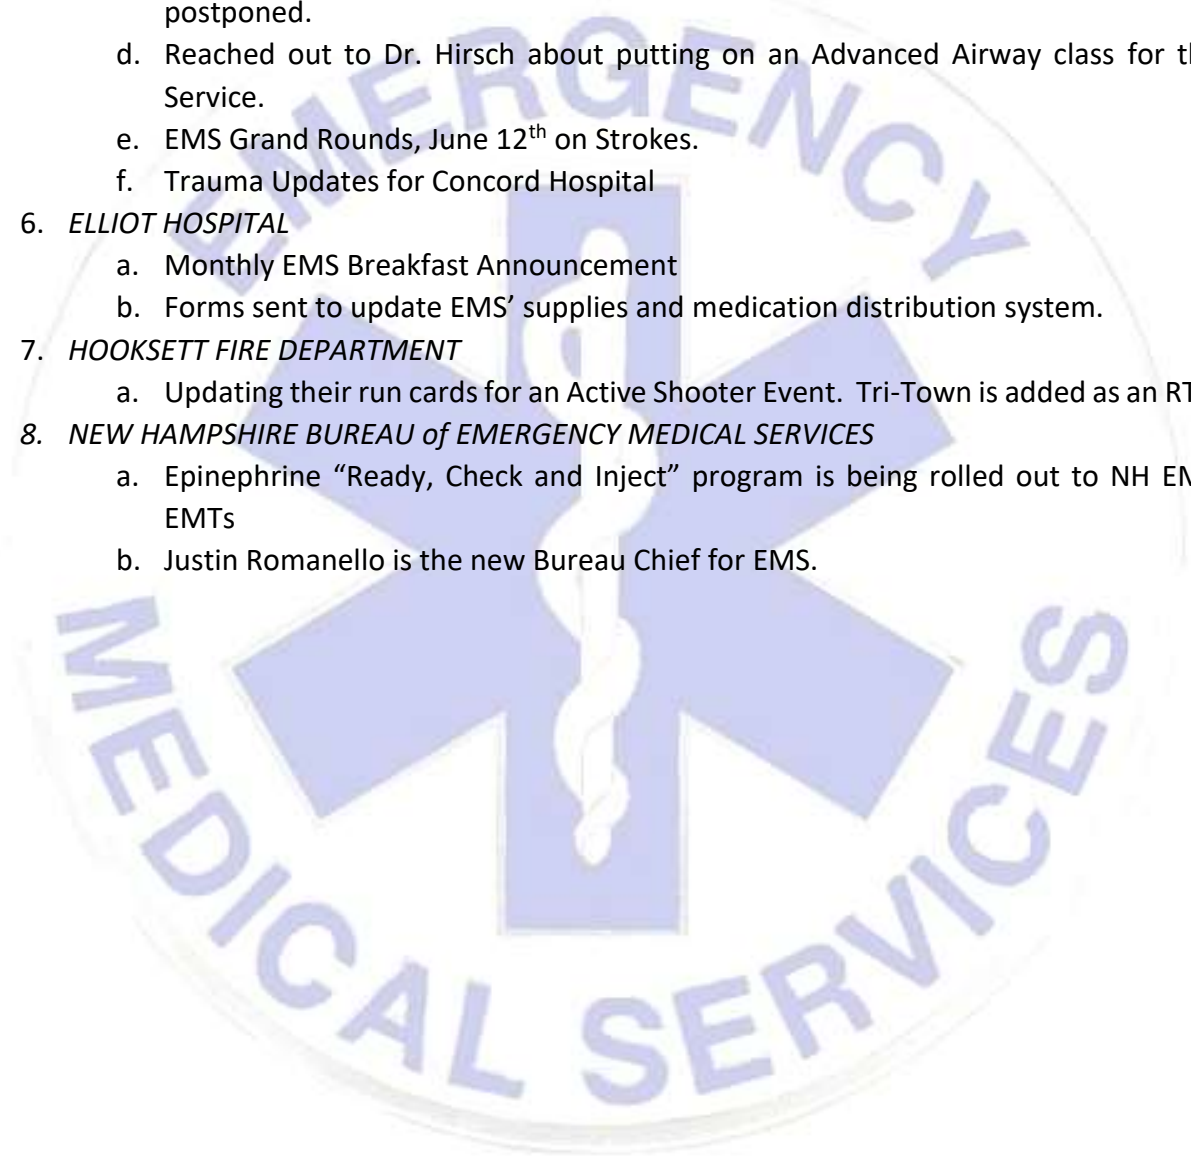 postponed.
d. Reached out to Dr. Hirsch about putting on an Advanced Airway class for
Service.
e. EMS Grand Rounds, June 12th on Strokes.
f. Trauma Updates for Concord Hospital
6. ELLIOT HOSPITAL
a. Monthly EMS Breakfast Announcement
b. Forms sent to update EMS’ supplies and medication distribution system.
7. HOOKSETT FIRE DEPARTMENT
a. Updating their run cards for an Active Shooter Event. Tri-Town is added as an
8. NEW HAMPSHIRE BUREAU of EMERGENCY MEDICAL SERVICES
a. Epinephrine “Ready, Check and Inject” program is being rolled out to NH
EMTs
b. Justin Romanello is the new Bureau Chief for EMS.
EMERGENCY
MEDICAL SERVICES